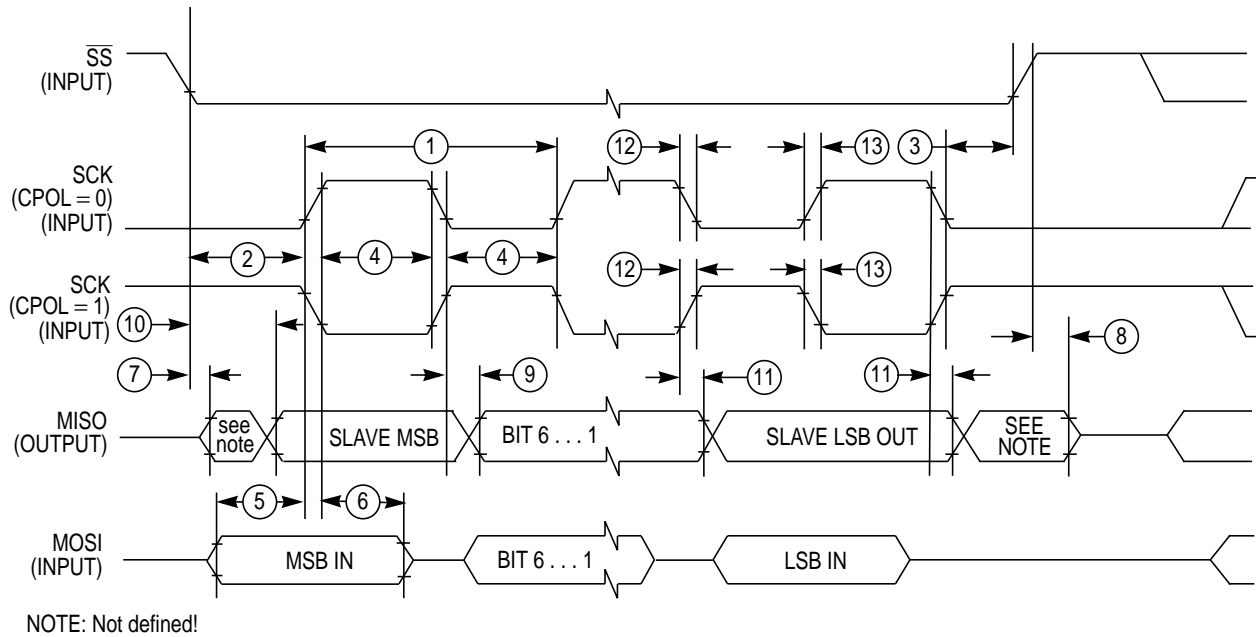 SS
(INPUT)
1
12
13
3
SCK
(CPOL = 0)
(INPUT)
2
4
4
SCK
(CPOL = 1)
(INPUT)
12
13
10
8
7
9
11
11
MISO
(OUTPUT)
see
note
SLAVE MSB
BIT 6 . . . 1
SLAVE LSB OUT
SEE
NOTE
5
6
MOSI
(INPUT)
MSB IN
BIT 6 . . . 1
LSB IN
NOTE: Not defined!